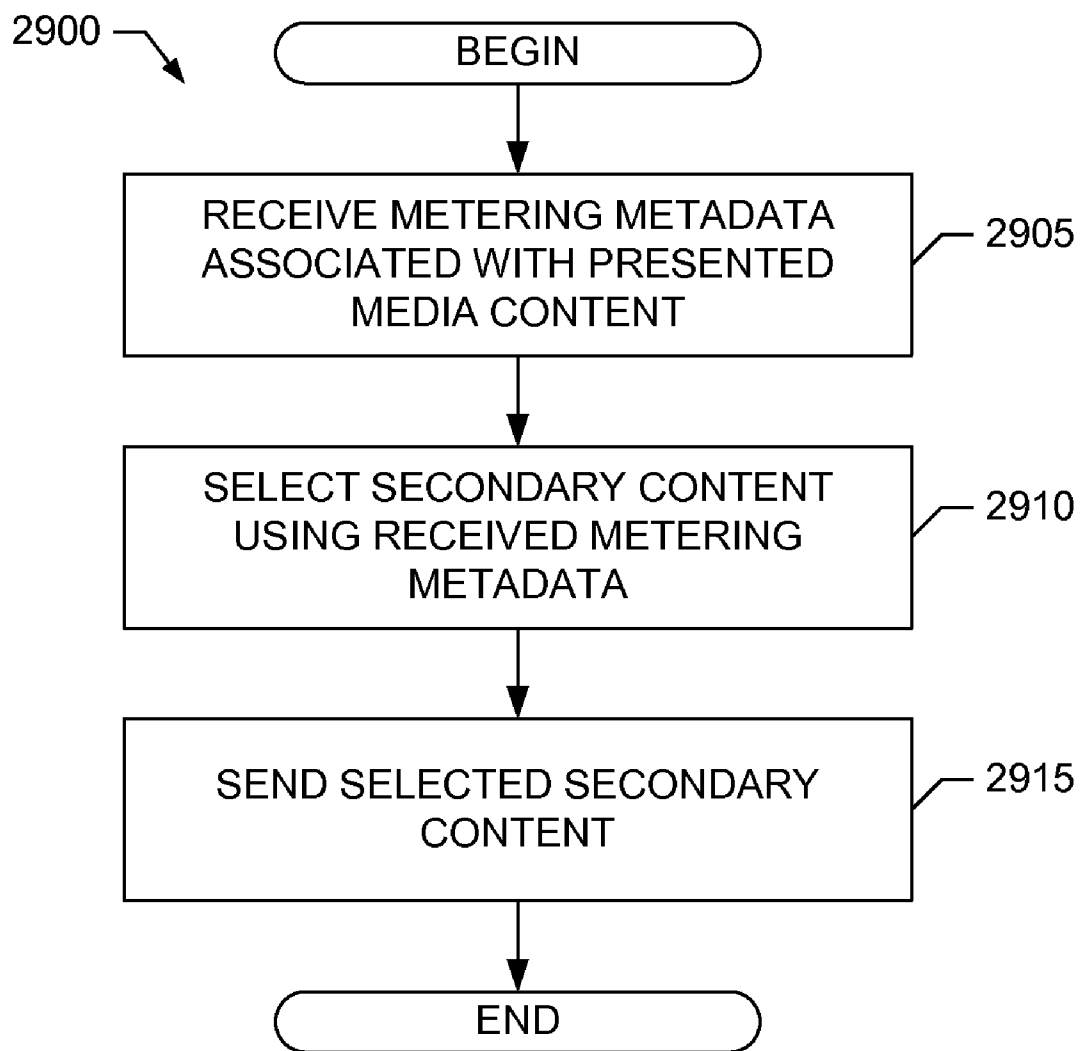 2900
BEGIN
RECEIVE METERING METADATA
ASSOCIATED WITH PRESENTED
MEDIA CONTENT
2905
SELECT SECONDARY CONTENT
USING RECEIVED METERING
METADATA
2910
SEND SELECTED SECONDARY
CONTENT
2915
END